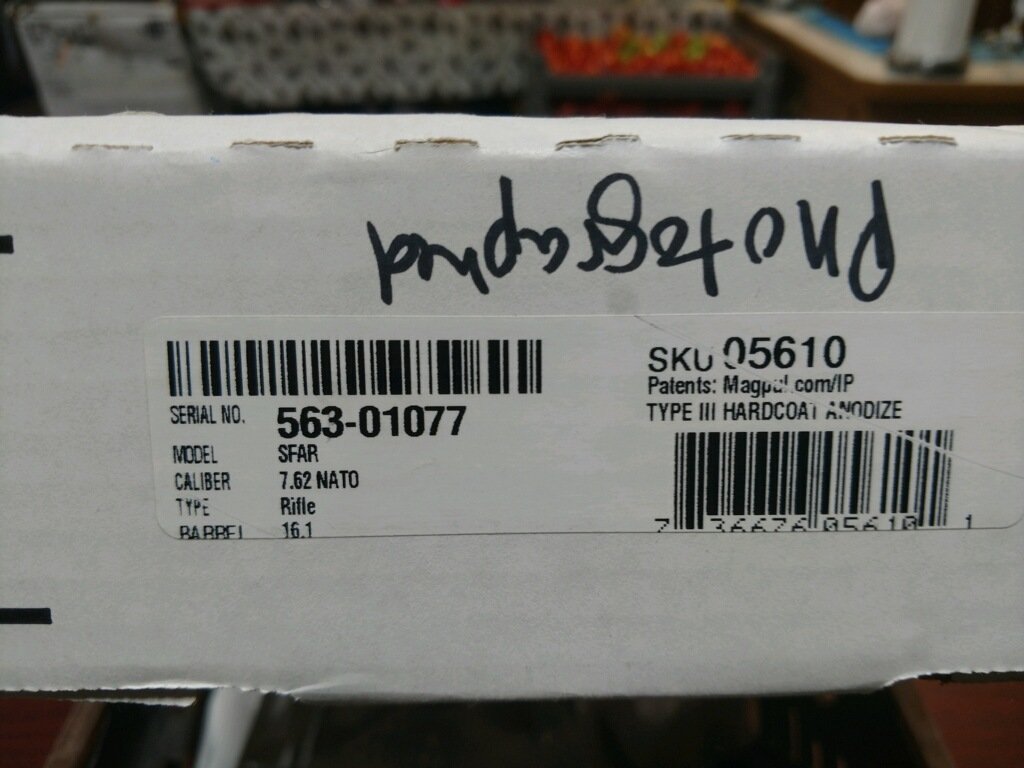 Photographed
SERIAL NO. 563-01077
MODEL SFAR
CALIBER 7.62 NATO
TYPE Rifle
BARREL 16.1
SKU 05610
Patents: Magpul.com/IP
TYPE III HARDCOAT ANODIZE
7 36676 05610 1